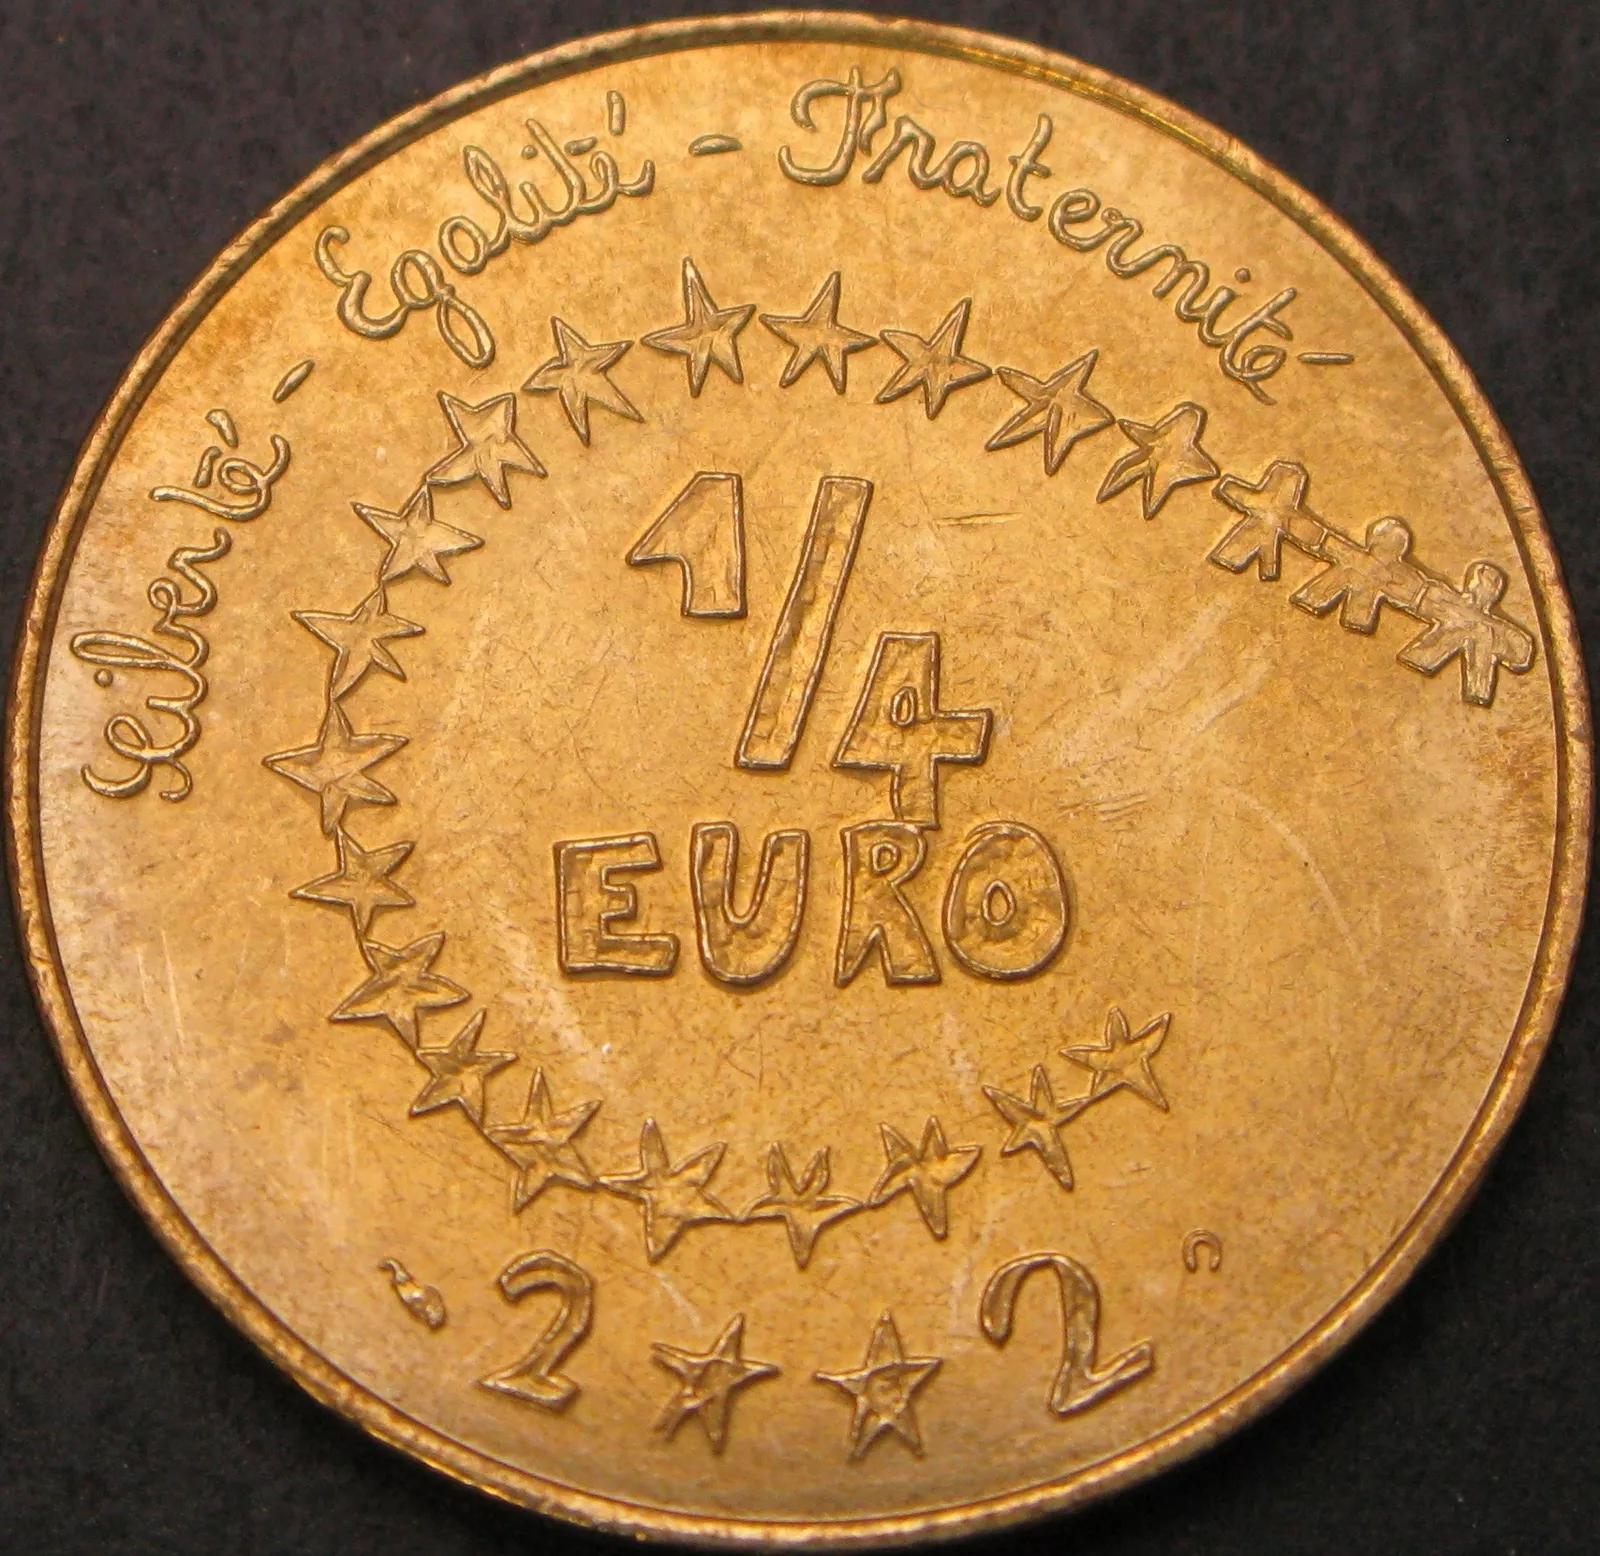 Liberté - Egalité - Fraternité
1/4
EURO
2 ★ ★ 2